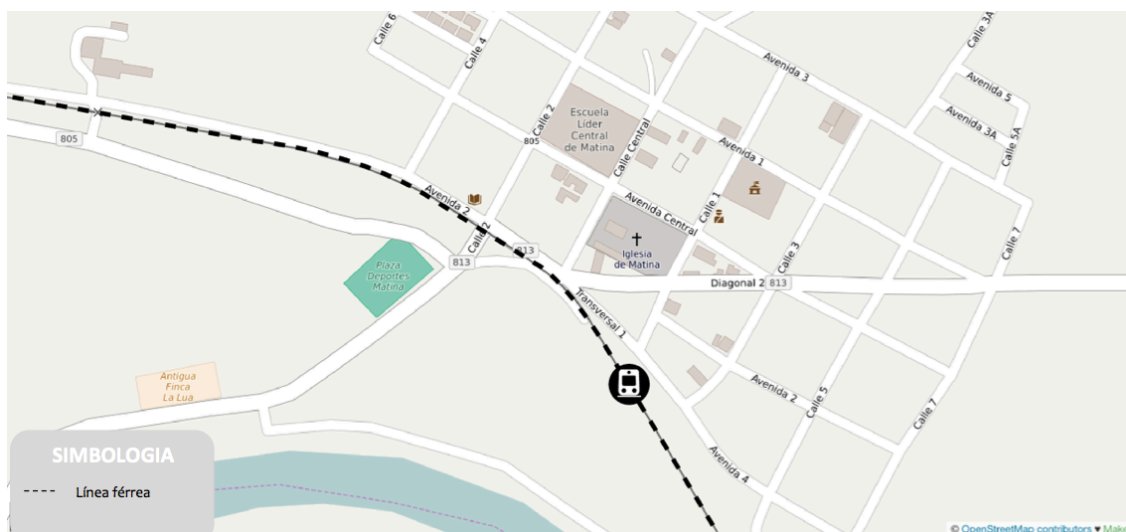 Calle 6
Calle 4
Calle 3A
Avenida 3
Avenida 5
Avenida 3A
Calle 5A
805
Calle 2
Escuela
Líder
Central
de Matina
805
Calle Central
Avenida 1
Avenida 2
Avenida Central
Calle 1
Calle 2
813
813
Iglesia
de Matina
Calle 3
Calle 7
Plaza
Deportes
Matina
Diagonal 2
813
Transversal 1
Antigua
Finca
La Lua
Avenida 2
Calle 5
Calle 7
Avenida 4
SIMBOLOGIA
Línea férrea
© OpenStreetMap contributors ♥ Make